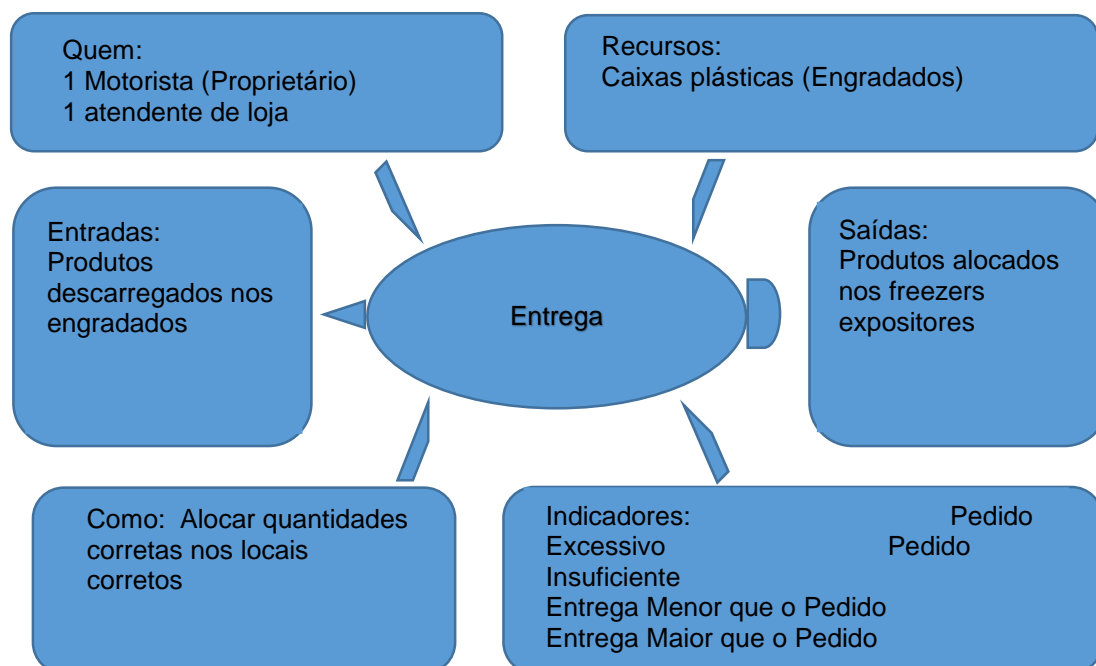 Quem:
1 Motorista (Proprietário)
1 atendente de loja
Recursos:
Caixas plásticas (Engradados)
Entradas:
Produtos
descarregados nos
engradados
Entrega
Saídas:
Produtos alocados
nos freezers
expositores
Como: Alocar quantidades
corretas nos locais
corretos
Indicadores: Pedido
Excessivo Pedido
Insuficiente
Entrega Menor que o Pedido
Entrega Maior que o Pedido